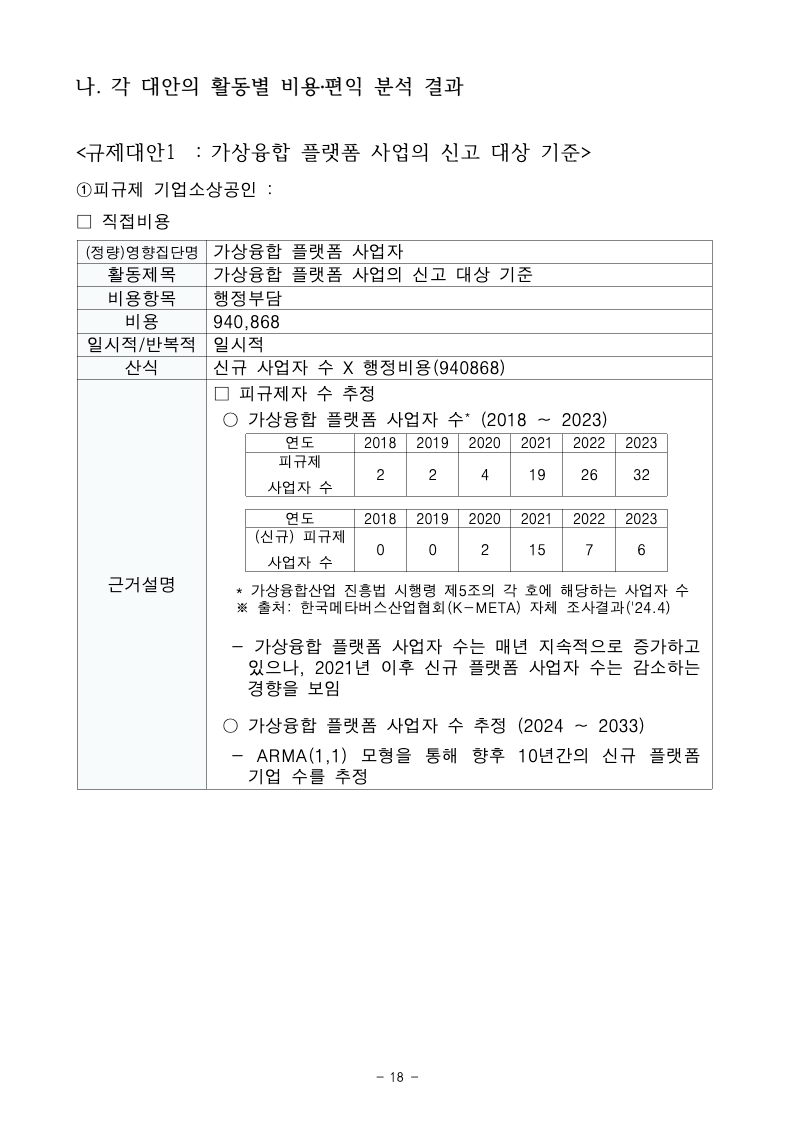 나. 각 대안의 활동별 비용·편익 분석 결과
<규제대안1 : 가상융합 플랫폼 사업의 신고 대상 기준>
①피규제 기업소상공인 :
□ 직접비용
(정량)영향집단명 가상융합 플랫폼 사업자
활동제목 가상융합 플랫폼 사업의 신고 대상 기준
비용항목 행정부담
비용 940,868
일시적/반복적 일시적
산식 신규 사업자 수 X 행정비용(940868)
근거설명
□ 피규제자 수 추정
○ 가상융합 플랫폼 사업자 수* (2018 ~ 2023)
연도 2018 2019 2020 2021 2022 2023
피규제
사업자 수 2 2 4 19 26 32
연도 2018 2019 2020 2021 2022 2023
(신규) 피규제
사업자 수 0 0 2 15 7 6
* 가상융합산업 진흥법 시행령 제5조의 각 호에 해당하는 사업자 수
※ 출처: 한국메타버스산업협회(K-META) 자체 조사결과('24.4)
- 가상융합 플랫폼 사업자 수는 매년 지속적으로 증가하고
있으나, 2021년 이후 신규 플랫폼 사업자 수는 감소하는
경향을 보임
○ 가상융합 플랫폼 사업자 수 추정 (2024 ~ 2033)
- ARMA(1,1) 모형을 통해 향후 10년간의 신규 플랫폼
기업 수를 추정
- 18 -